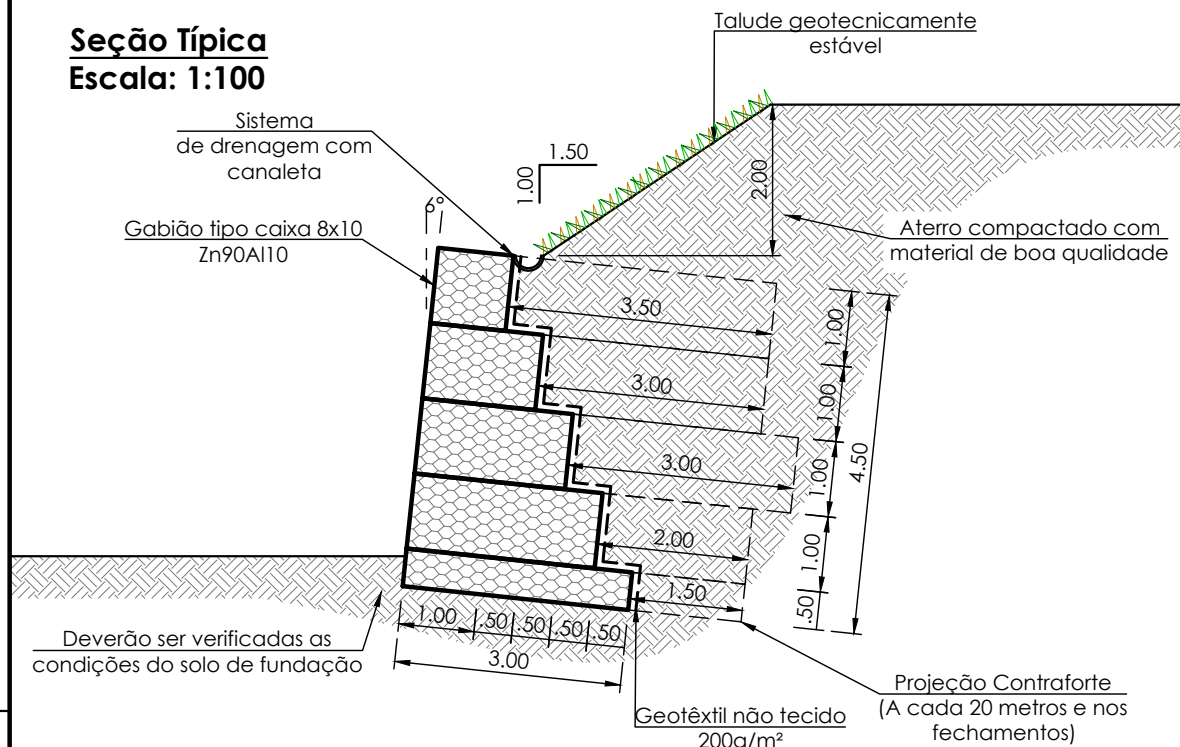 Seção Típica
Escala: 1:100
Talude geotecnicamente
estável
Sistema
de drenagem com
canaleta
1.50
1.00
2.00
6°
Gabião tipo caixa 8x10
Zn90Al10
Aterro compactado com
material de boa qualidade
3.50
1.00
3.00
1.00
3.00
1.00
4.50
2.00
1.00
1.50
.50
1.00
.50
.50
.50
.50
3.00
Deverão ser verificadas as
condições do solo de fundação
Projeção Contraforte
(A cada 20 metros e nos
fechamentos)
Geotêxtil não tecido
200g/m²